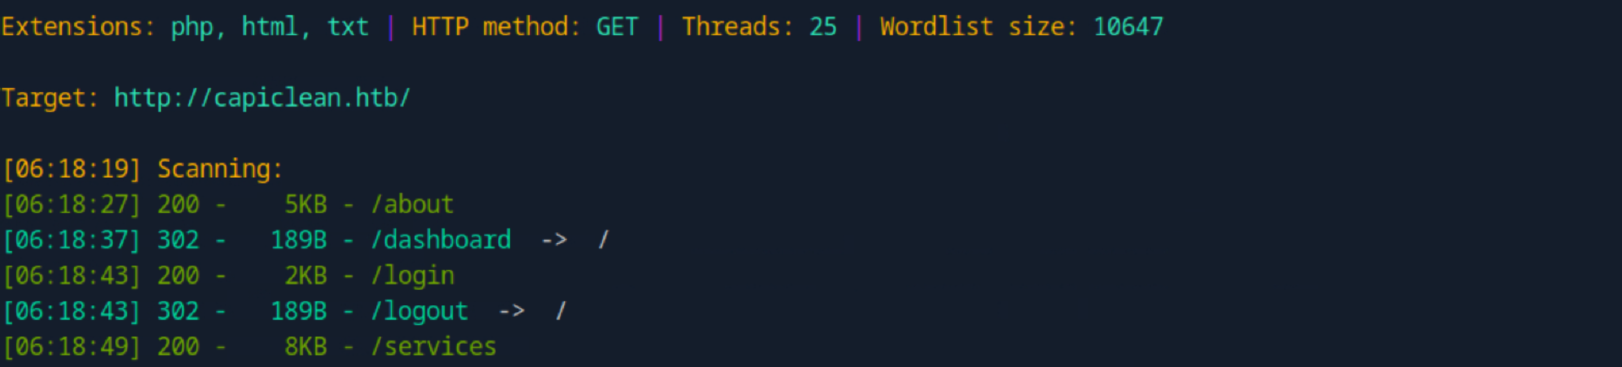 Extensions: php, html, txt | HTTP method: GET | Threads: 25 | Wordlist size: 10647
Target: http://capiclean.htb/
[06:18:19] Scanning:
[06:18:27] 200 -    5KB - /about
[06:18:37] 302 -   189B - /dashboard  ->  /
[06:18:43] 200 -    2KB - /login
[06:18:43] 302 -   189B - /logout  ->  /
[06:18:49] 200 -    8KB - /services